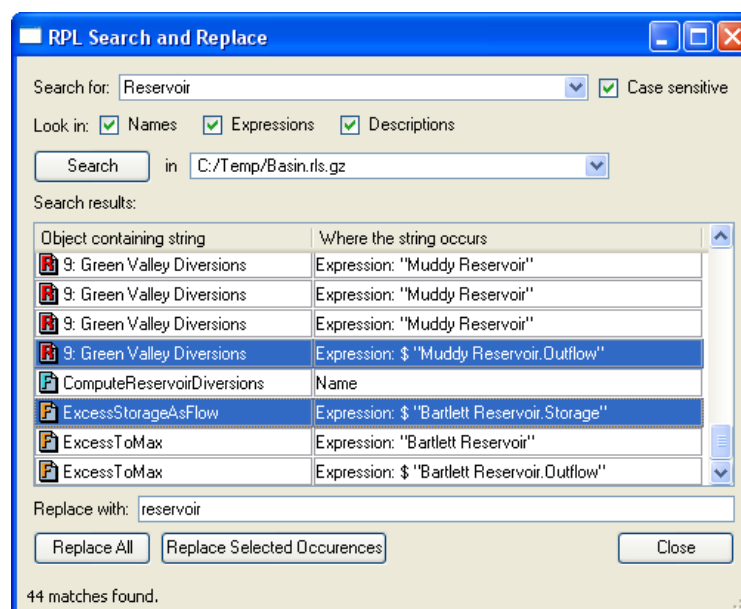 RPL Search and Replace
Search for: Reservoir Case sensitive
Look in: Names Expressions Descriptions
Search in C:/Temp/Basin.rls.gz
Search results:
Object containing string Where the string occurs
9: Green Valley Diversions Expression: "Muddy Reservoir"
9: Green Valley Diversions Expression: "Muddy Reservoir"
9: Green Valley Diversions Expression: "Muddy Reservoir"
9: Green Valley Diversions Expression: $ "Muddy Reservoir.Outflow"
ComputeReservoirDiversions Name
ExcessStorageAsFlow Expression: $ "Bartlett Reservoir.Storage"
ExcessToMax Expression: "Bartlett Reservoir"
ExcessToMax Expression: $ "Bartlett Reservoir.Outflow"
Replace with: reservoir
Replace All Replace Selected Occurences Close
44 matches found.